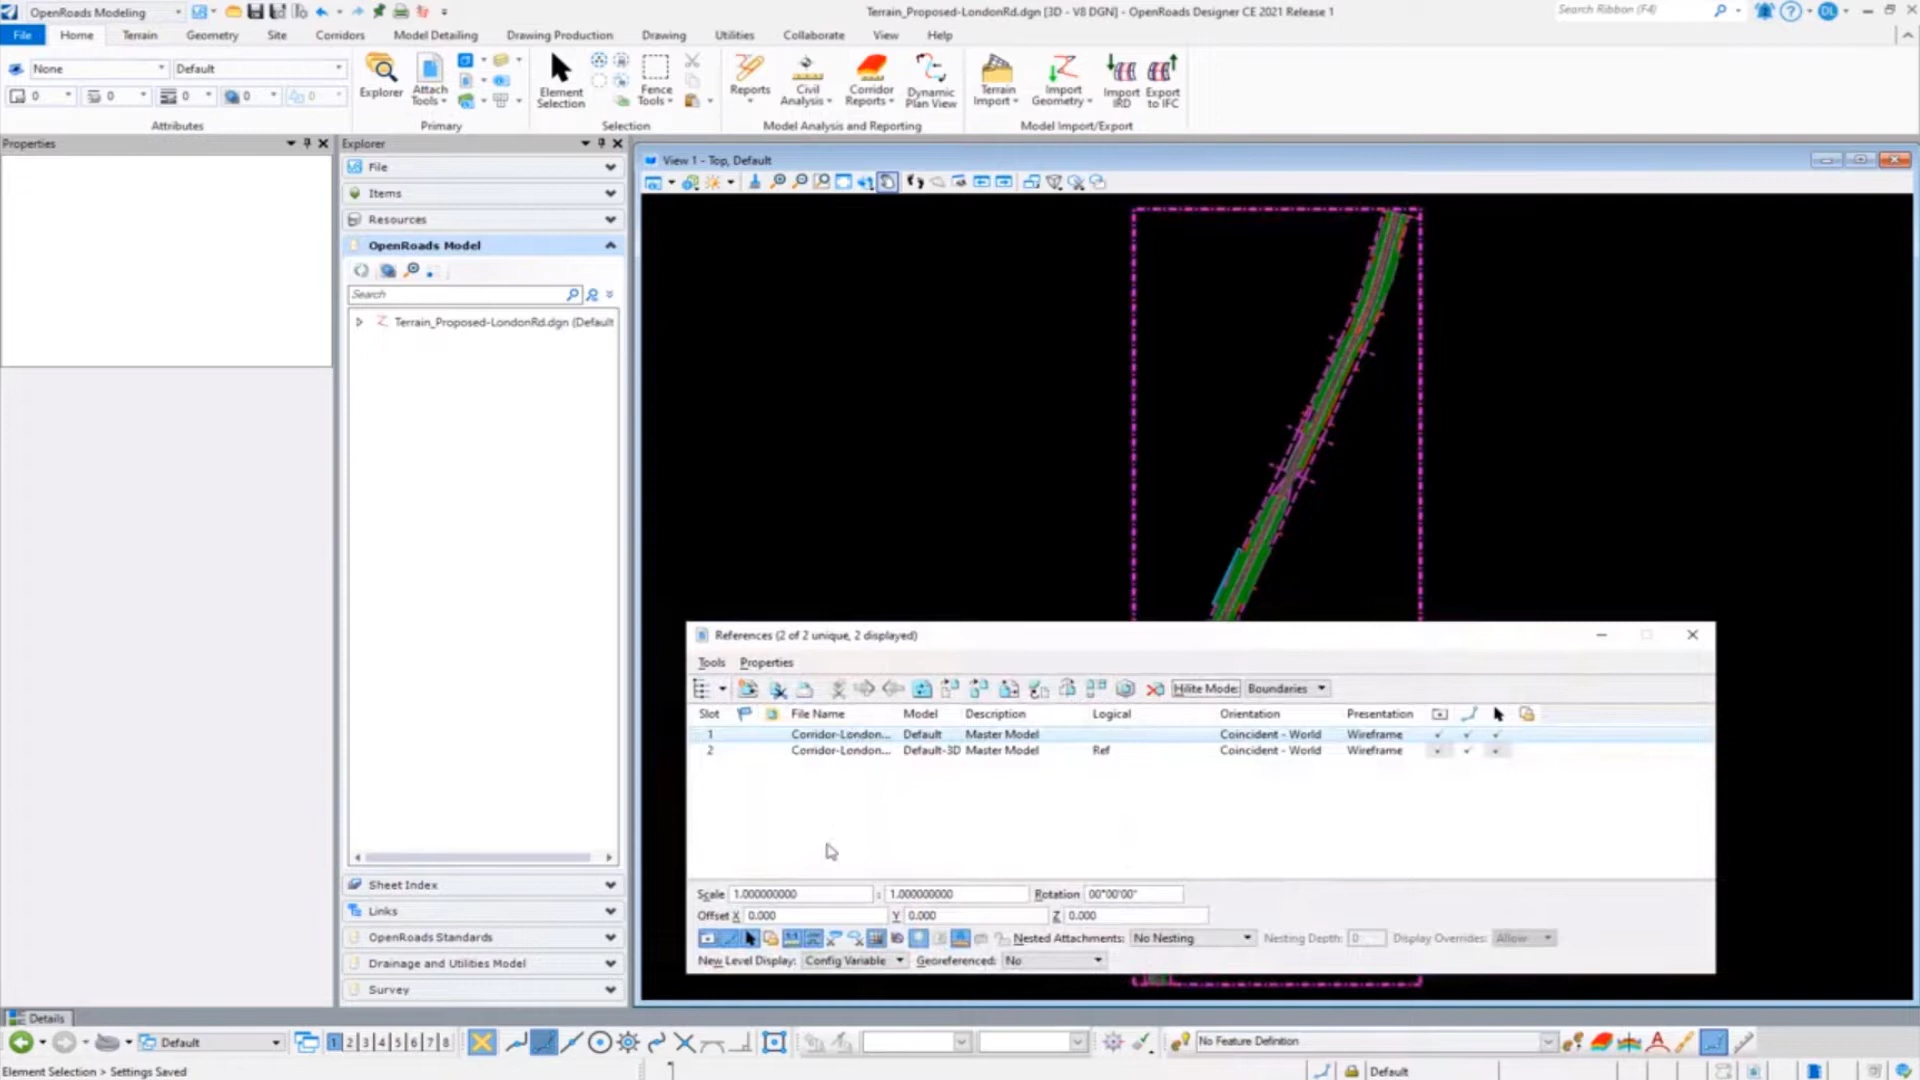 OpenRoads Modeling
Terrain_Proposed-LondonRd.dgn [3D - V8 DGN] - OpenRoads Designer CE 2021 Release 1
Search Ribbon (F4)
DL
File Home Terrain Geometry Site Corridors Model Detailing Drawing Production Drawing Utilities Collaborate View Help
None Default
0 0 0 0 0
Attributes
Explorer
Attach Tools
Primary
Element Selection
Fence Tools
Selection
Reports
Civil Analysis
Corridor Reports
Dynamic Plan View
Model Analysis and Reporting
Terrain Import
Import Geometry
Import IRD
Export to IFC
Model Import/Export
Properties
Explorer
File
Items
Resources
OpenRoads Model
Search
Terrain_Proposed-LondonRd.dgn (Default
Sheet Index
Links
OpenRoads Standards
Drainage and Utilities Model
Survey
View 1 - Top, Default
References (2 of 2 unique, 2 displayed)
Tools Properties
Hilite Mode: Boundaries
Slot File Name Model Description Logical Orientation Presentation
1 Corridor-London... Default Master Model Coincident - World Wireframe
2 Corridor-London... Default-3D Master Model Ref Coincident - World Wireframe
Scale 1.000000000 : 1.000000000 Rotation 00°00'00"
Offset X 0.000 Y 0.000 Z 0.000
Nested Attachments: No Nesting Nesting Depth: 0 Display Overrides: Allow
New Level Display: Config Variable Georeferenced: No
Details
Default 1 2 3 4 5 6 7 8 No Feature Definition
Element Selection > Settings Saved
Default